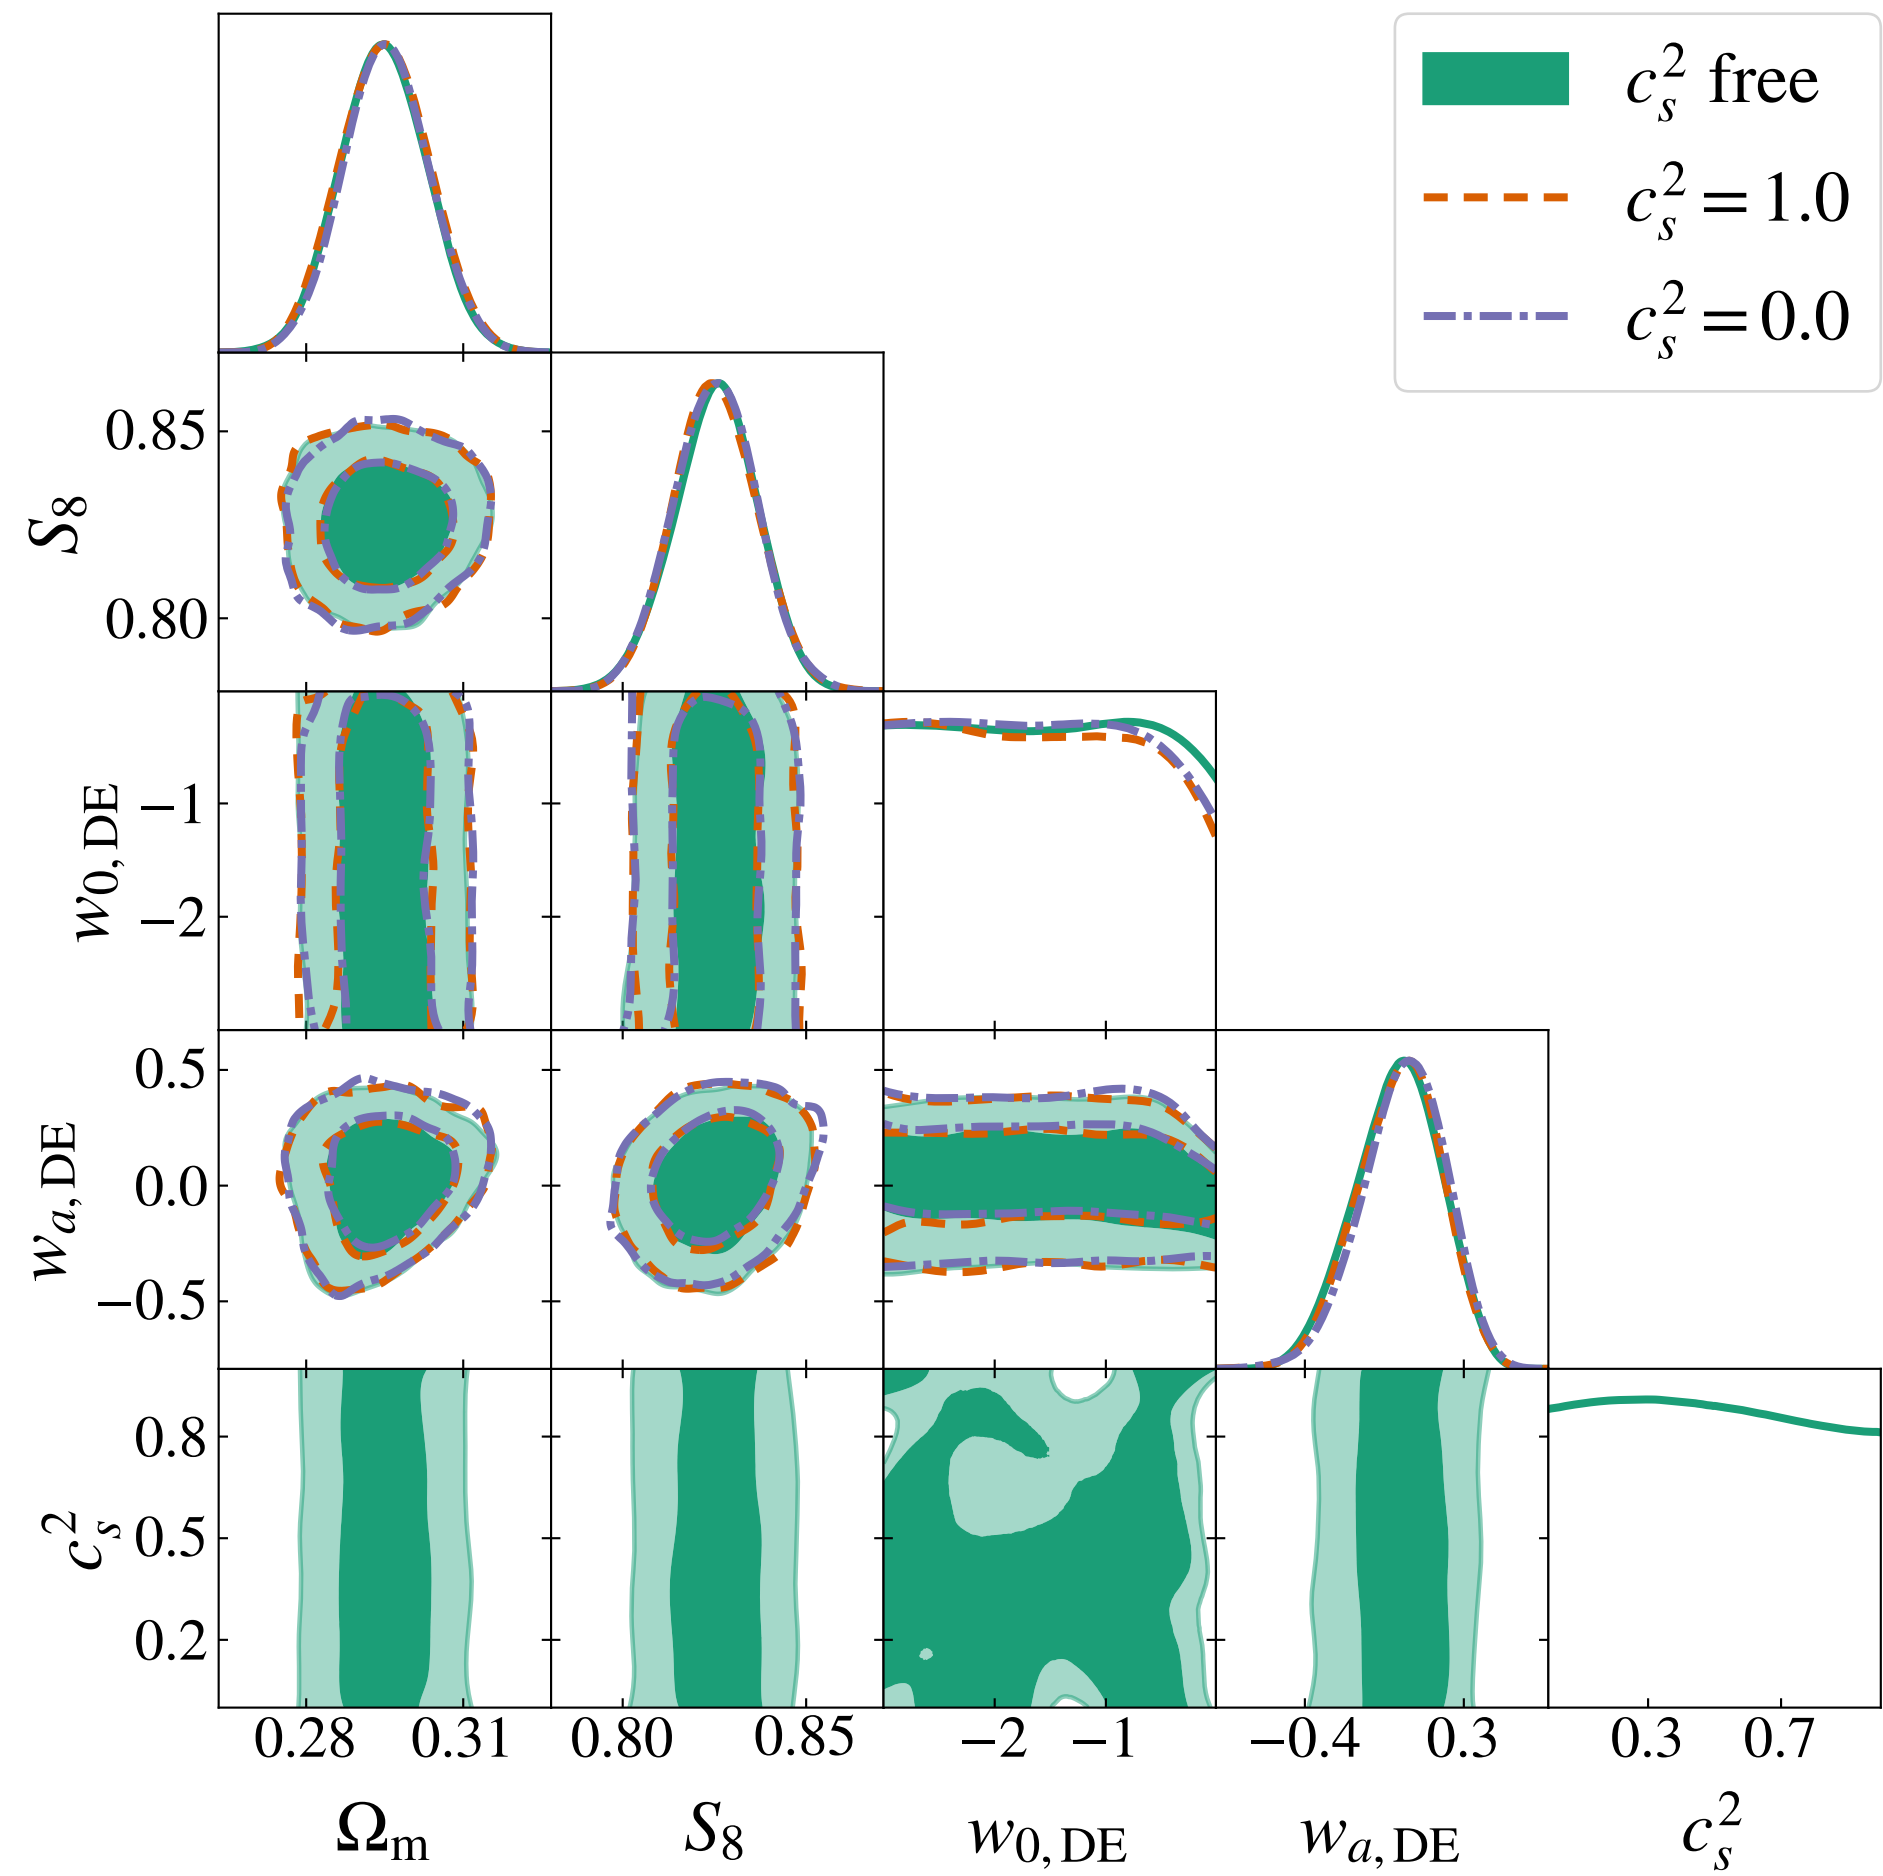 c_s^2 free
c_s^2 = 1.0
c_s^2 = 0.0
0.85
S_8
0.80
w_{0, DE}
−1
−2
0.5
w_{a, DE}
0.0
−0.5
0.8
c_s^2
0.5
0.2
0.28 0.31 0.80 0.85 −2 −1 −0.4 0.3 0.3 0.7
Ω_m S_8 w_{0, DE} w_{a, DE} c_s^2